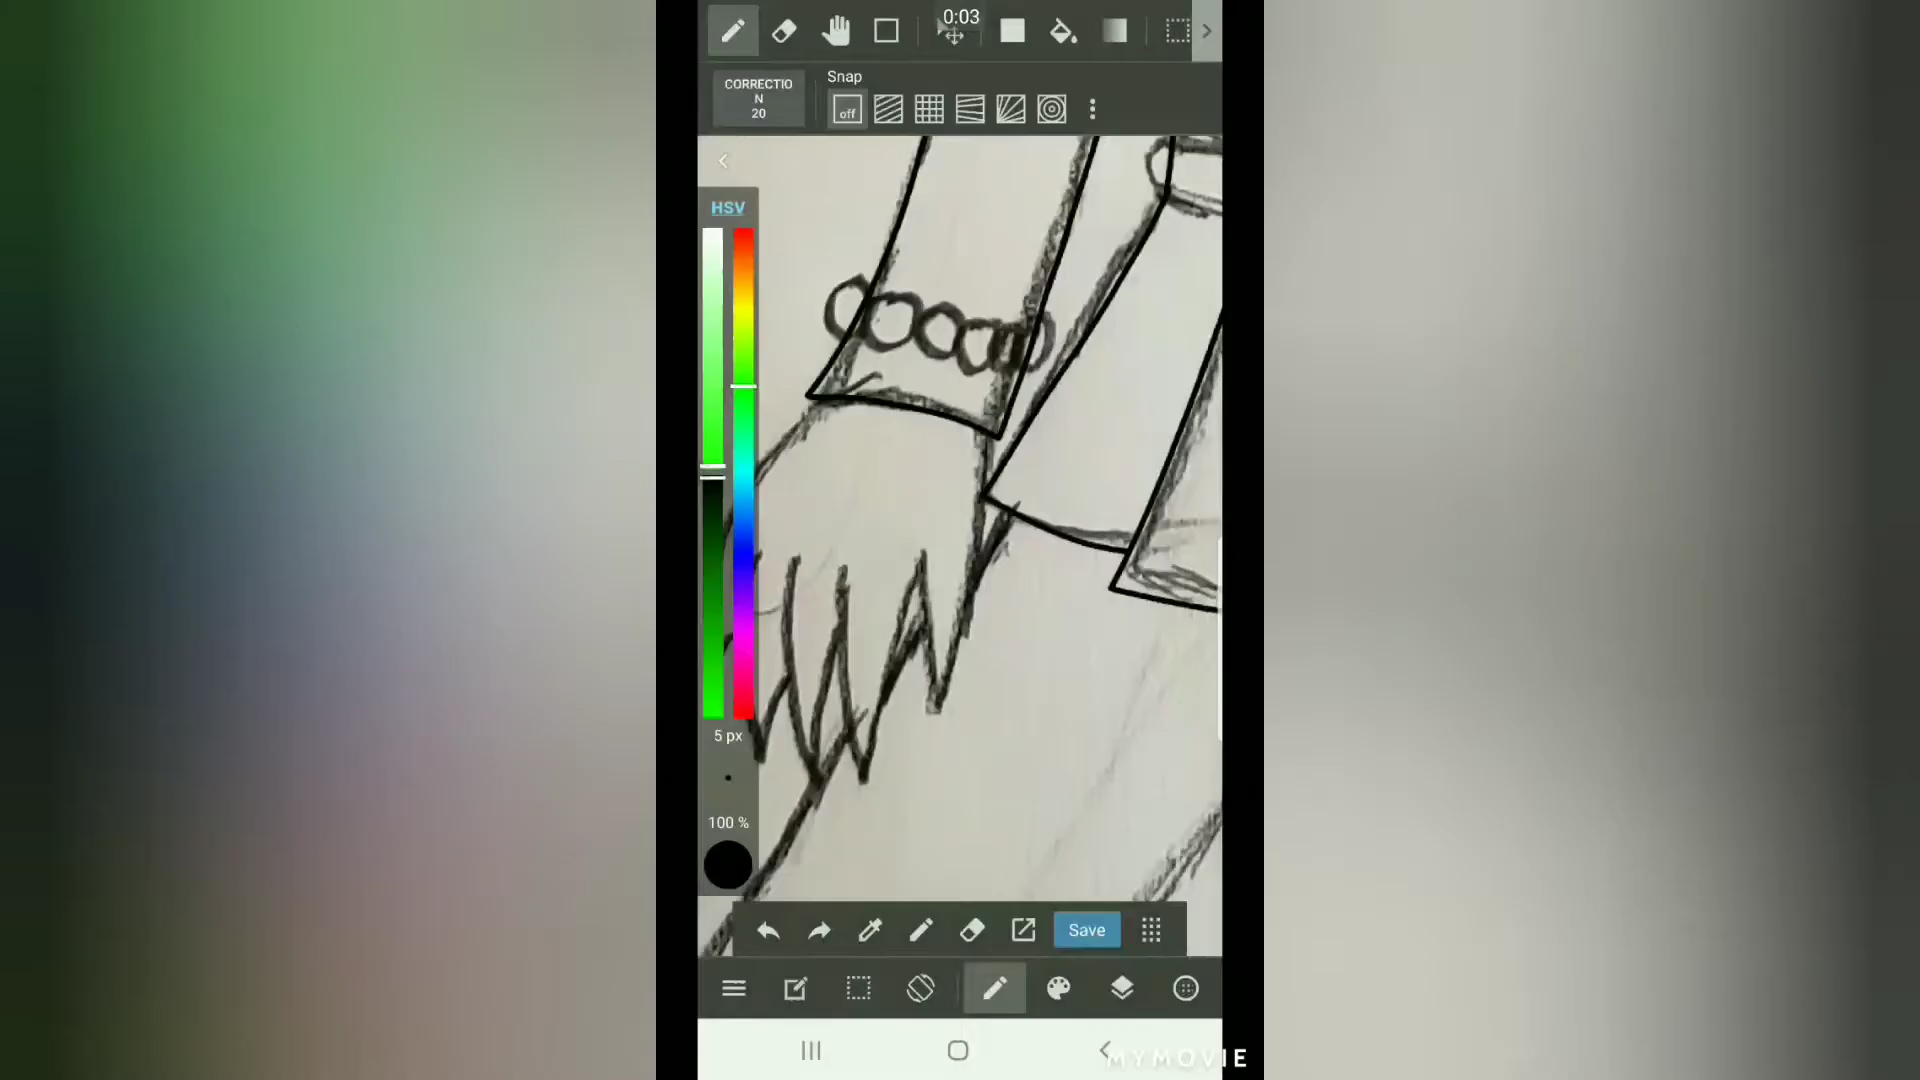 0:03
CORRECTIO
N
20
Snap
off
HSV
5 px
100 %
Save
MYMOVIE